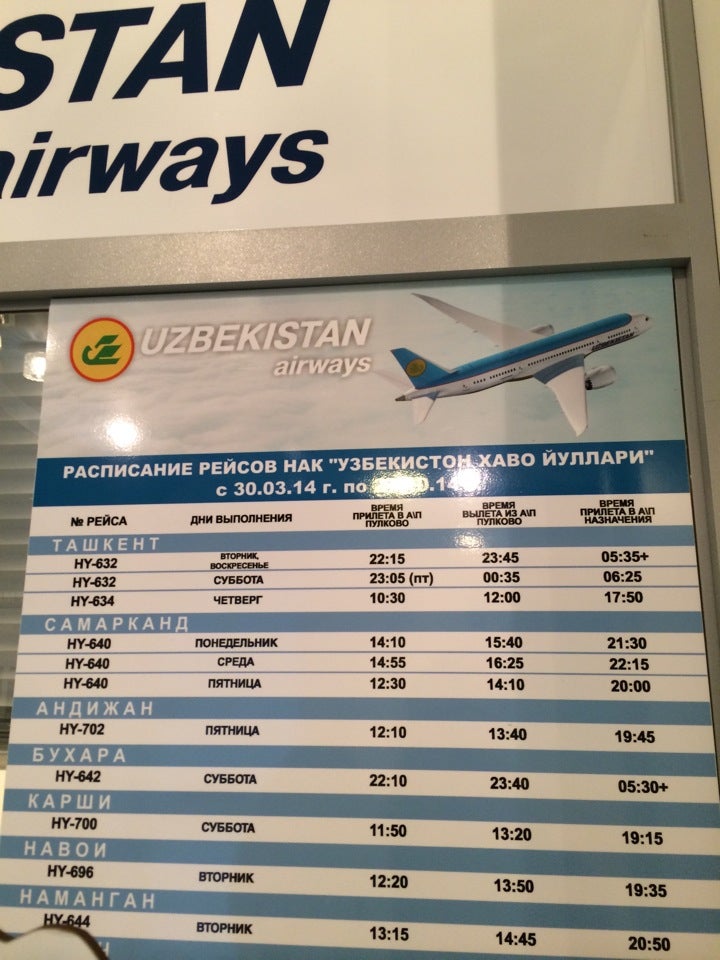 STAN
airways
UZBEKISTAN
airways
UZBEKISTAN
РАСПИСАНИЕ РЕЙСОВ НАК "УЗБЕКИСТОН ХАВО ЙУЛЛАРИ"
с 30.03.14 г. по
№ РЕЙСА ДНИ ВЫПОЛНЕНИЯ ВРЕМЯ ПРИЛЕТА В А\П ПУЛКОВО ВРЕМЯ ВЫЛЕТА ИЗ А\П ПУЛКОВО ВРЕМЯ ПРИЛЕТА В А\П НАЗНАЧЕНИЯ
ТАШКЕНТ
HY-632 ВТОРНИК, ВОСКРЕСЕНЬЕ 22:15 23:45 05:35+
HY-632 СУББОТА 23:05 (пт) 00:35 06:25
HY-634 ЧЕТВЕРГ 10:30 12:00 17:50
САМАРКАНД
HY-640 ПОНЕДЕЛЬНИК 14:10 15:40 21:30
HY-640 СРЕДА 14:55 16:25 22:15
HY-640 ПЯТНИЦА 12:30 14:10 20:00
АНДИЖАН
HY-702 ПЯТНИЦА 12:10 13:40 19:45
БУХАРА
HY-642 СУББОТА 22:10 23:40 05:30+
КАРШИ
HY-700 СУББОТА 11:50 13:20 19:15
НАВОИ
HY-696 ВТОРНИК 12:20 13:50 19:35
НАМАНГАН
HY-644 ВТОРНИК 13:15 14:45 20:50